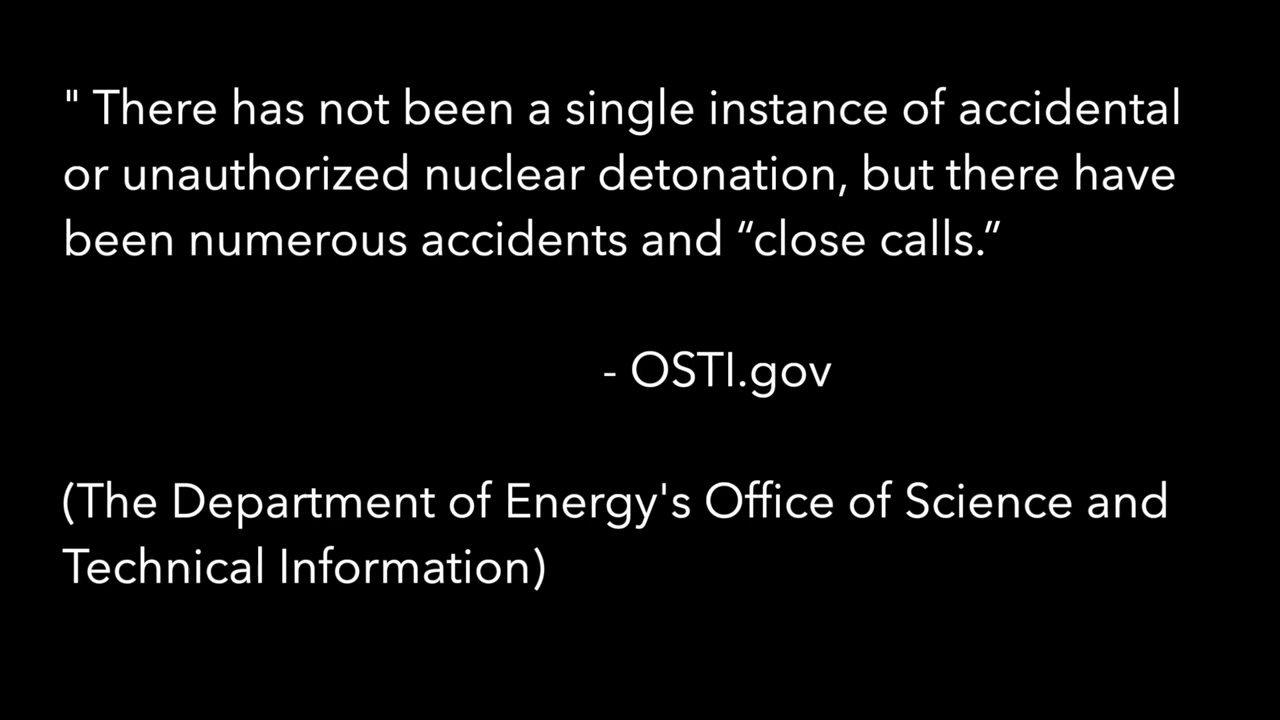 " There has not been a single instance of accidental
or unauthorized nuclear detonation, but there have
been numerous accidents and “close calls.”
- OSTI.gov
(The Department of Energy's Office of Science and
Technical Information)